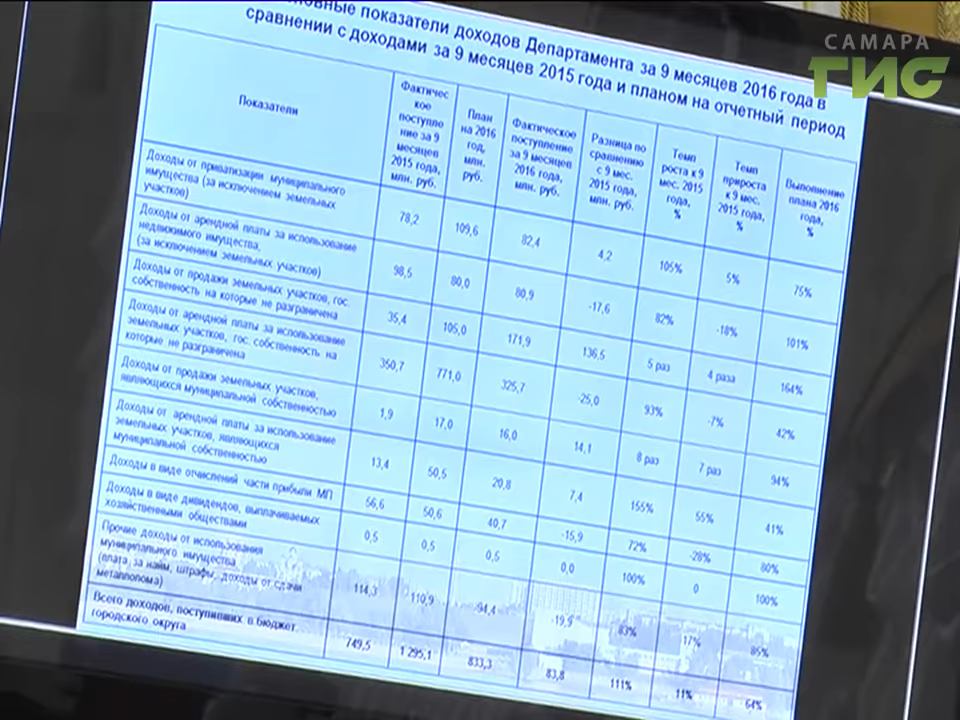 САМАРА
ГИС
показатели доходов Департамента за 9 месяцев 2016 года в
сравнении с доходами за 9 месяцев 2015 года и планом на отчетный период
Показатели
Фактичес
кое
поступле
ние за 9
месяцев
2015 года,
млн. руб.
План
на 2016
год,
млн.
руб.
Фактическое
поступление
за 9 месяцев
2016 года,
млн. руб.
Разница по
сравнению
с 9 мес.
2015 года,
млн. руб.
Темп
роста к 9
мес. 2015
года,
%
Темп
прироста
к 9 мес.
2015 года,
%
Выполнение
плана 2016
года,
%
Доходы от приватизации муниципального
имущества (за исключением земельных
участков)
78,2 109,6 82,4 4,2 105% 5% 75%
Доходы от арендной платы за использование
недвижимого имущества,
(за исключением земельных участков)
98,5 80,0 80,9 -17,6 82% -18% 101%
Доходы от продажи земельных участков, гос.
собственность на которые не разграничена
35,4 105,0 171,9 136,5 5 раз 4 раза 164%
Доходы от арендной платы за использование
земельных участков, гос. собственность на
которые не разграничена
350,7 771,0 325,7 -25,0 93% -7% 42%
Доходы от продажи земельных участков,
являющихся муниципальной собственностью
1,9 17,0 16,0 14,1 8 раз 7 раз 94%
Доходы от арендной платы за использование
земельных участков, являющихся
муниципальной собственностью
13,4 50,5 20,8 7,4 155% 55% 41%
Доходы в виде отчислений части прибыли МП
56,6 50,6 40,7 -15,9 72% -28% 80%
Доходы в виде дивидендов, выплачиваемых
хозяйственными обществами
0,5 0,5 0,5 0,0 100% 0 100%
Прочие доходы от использования
муниципального имущества
(плата за найм, штрафы, доходы от сдачи
металлолома)
114,3 110,9 94,4 -19,9 83% 17% 85%
Всего доходов, поступивших в бюджет
городского округа
749,5 1 295,1 833,3 83,8 111% 11% 64%